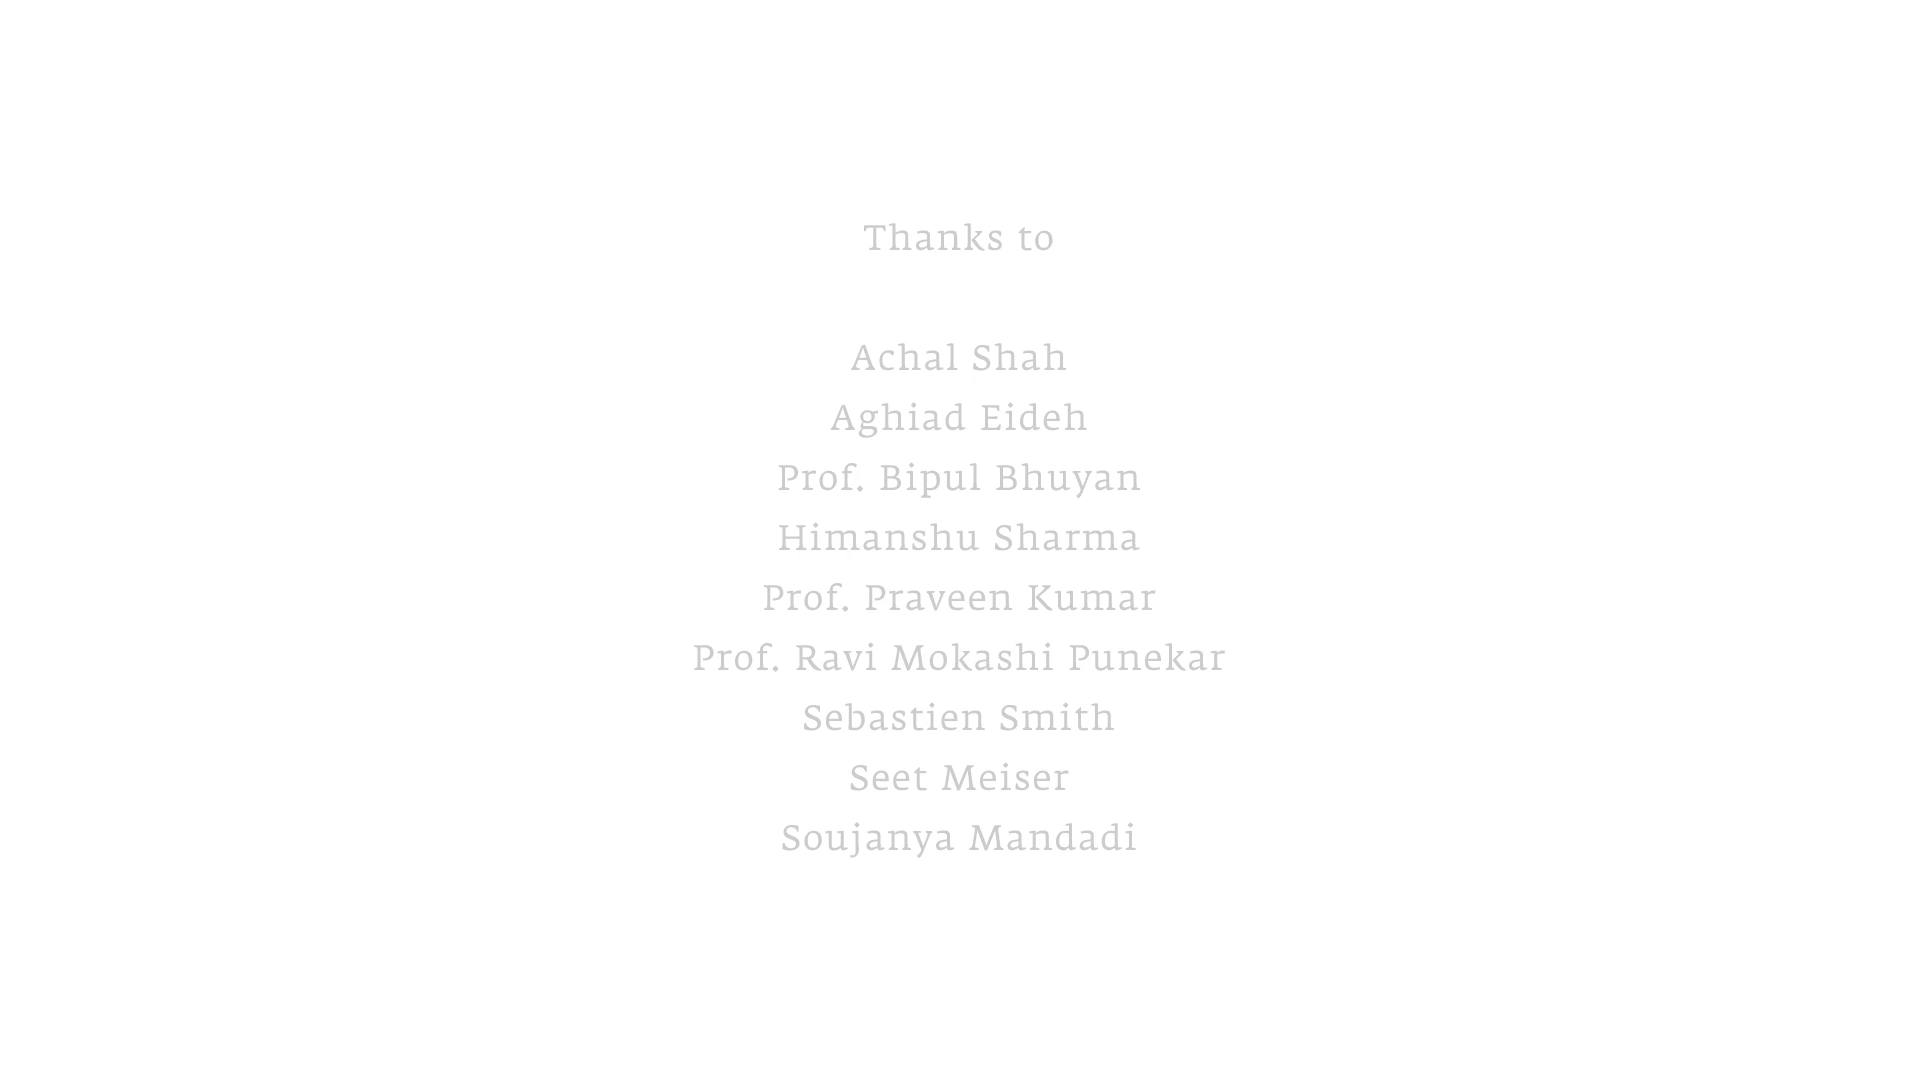 Thanks to
Achal Shah
Aghiad Eideh
Prof. Bipul Bhuyan
Himanshu Sharma
Prof. Praveen Kumar
Prof. Ravi Mokashi Punekar
Sebastien Smith
Seet Meiser
Soujanya Mandadi